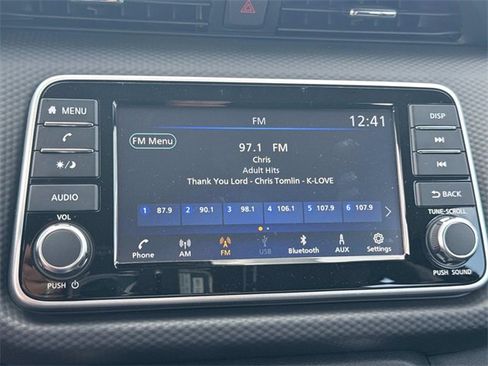 FM
12:41
FM Menu
97.1 FM
Chris
Adult Hits
Thank You Lord - Chris Tomlin - K-LOVE
1 87.9 2 90.1 3 98.1 4 106.1 5 107.9 6 107.9
Phone AM FM USB Bluetooth AUX Settings
MENU
AUDIO
VOL
PUSH
DISP
BACK
TUNE·SCROLL
PUSH SOUND